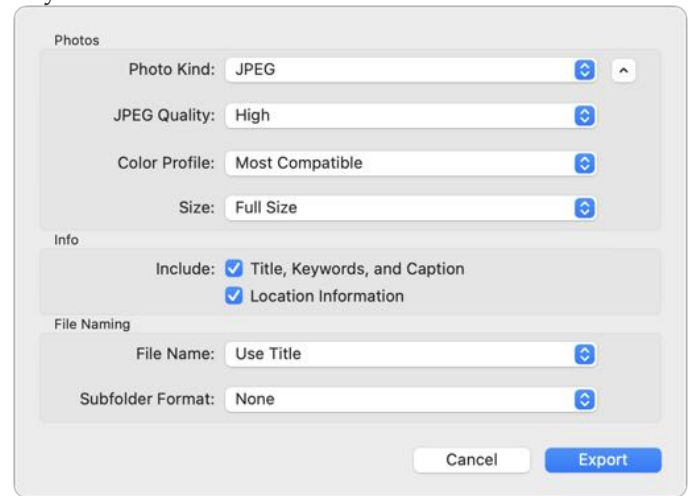 Photos
Photo Kind: JPEG
JPEG Quality: High
Color Profile: Most Compatible
Size: Full Size
Info
Include: Title, Keywords, and Caption
Location Information
File Naming
File Name: Use Title
Subfolder Format: None
Cancel Export